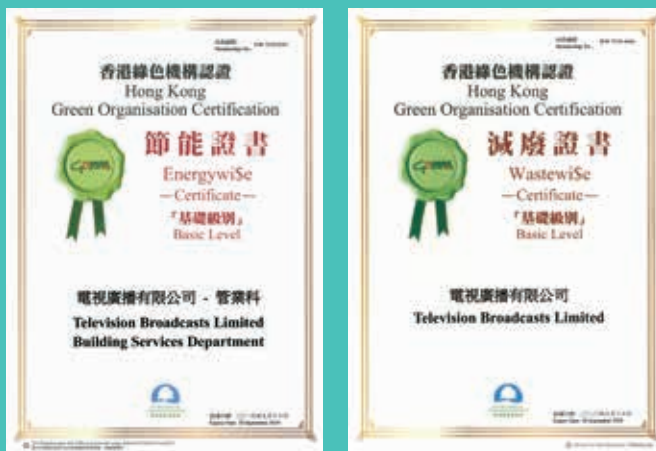 香港綠色機構認證
Hong Kong
Green Organisation Certification
節能證書
Energywi$e
—Certificate—
「基礎級別」
Basic Level
電視廣播有限公司 - 管業科
Television Broadcasts Limited
Building Services Department
香港綠色機構認證
Hong Kong
Green Organisation Certification
減廢證書
Wastewi$e
—Certificate—
「基礎級別」
Basic Level
電視廣播有限公司
Television Broadcasts Limited